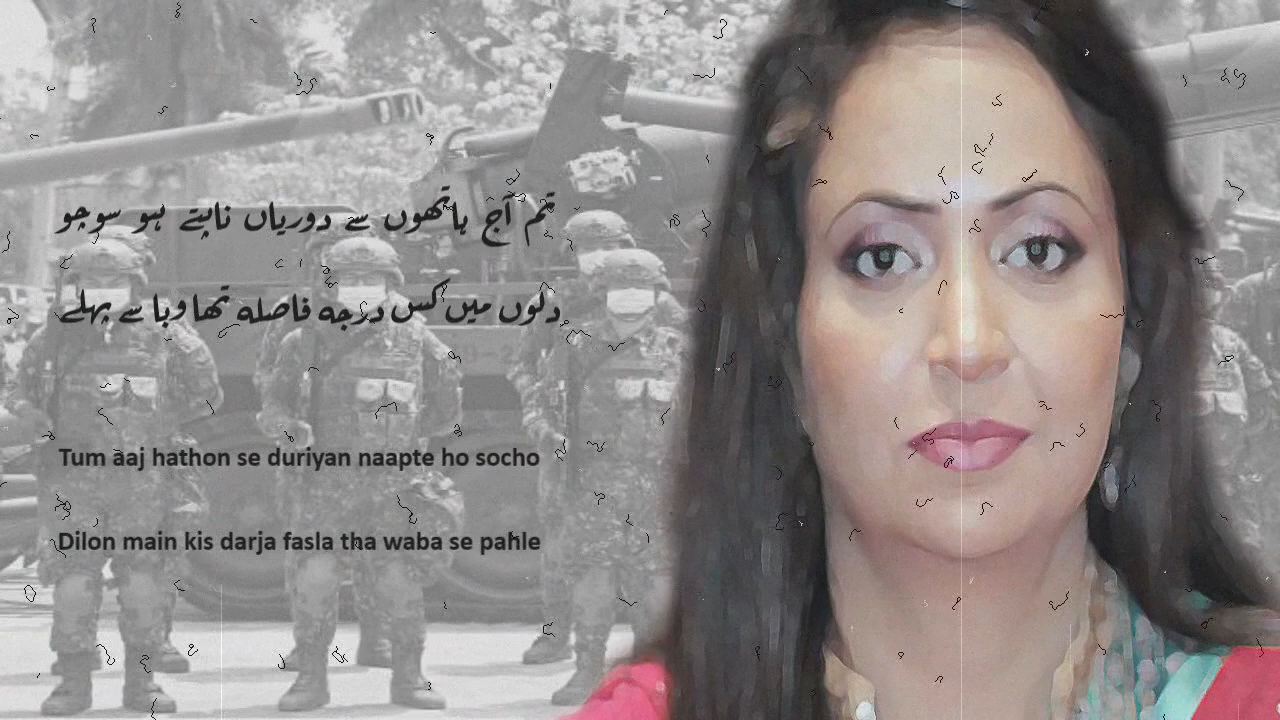 تم آج ہاتھوں سے دوریاں ناپتے ہو سوچو
دلوں میں کس درجہ فاصلہ تھا وبا سے پہلے
Tum aaj hathon se duriyan naapte ho socho
Dilon main kis darja fasla tha waba se pahle